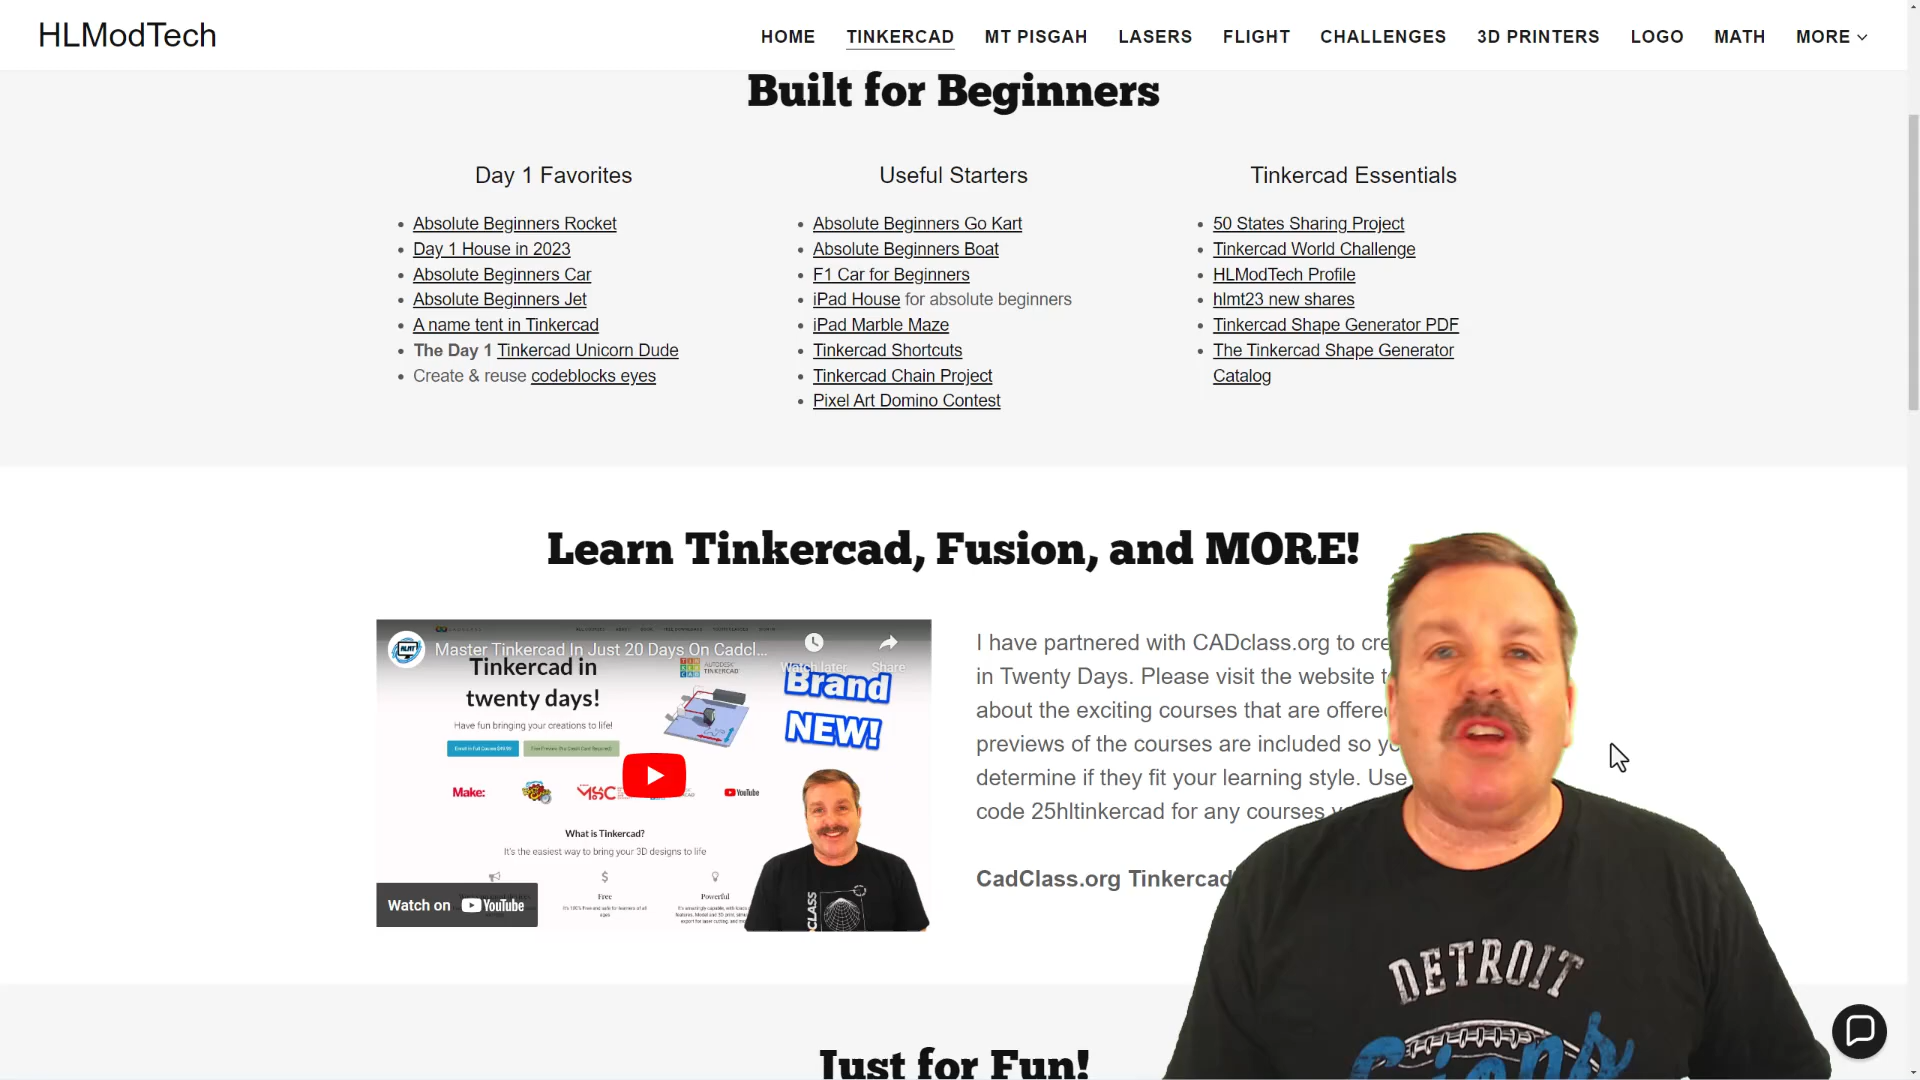 HLModTech
HOME TINKERCAD MT PISGAH LASERS FLIGHT CHALLENGES 3D PRINTERS LOGO MATH MORE
Built for Beginners
Day 1 Favorites
Absolute Beginners Rocket
Day 1 House in 2023
Absolute Beginners Car
Absolute Beginners Jet
A name tent in Tinkercad
The Day 1 Tinkercad Unicorn Dude
Create & reuse codeblocks eyes
Useful Starters
Absolute Beginners Go Kart
Absolute Beginners Boat
F1 Car for Beginners
iPad House for absolute beginners
iPad Marble Maze
Tinkercad Shortcuts
Tinkercad Chain Project
Pixel Art Domino Contest
Tinkercad Essentials
50 States Sharing Project
Tinkercad World Challenge
HLModTech Profile
hlmt23 new shares
Tinkercad Shape Generator PDF
The Tinkercad Shape Generator
Catalog
Learn Tinkercad, Fusion, and MORE!
Master Tinkercad In Just 20 Days On Cadcl...
Watch later Share
Tinkercad in
twenty days!
AUTODESK
TINKERCAD
Brand
NEW!
Have fun bringing your creations to life!
Make:
YouTube
What is Tinkercad?
It's the easiest way to bring your 3D designs to life
Free
Powerful
CLASS
Watch on YouTube
I have partnered with CADclass.org to cre
in Twenty Days. Please visit the website t
about the exciting courses that are offere
previews of the courses are included so yo
determine if they fit your learning style. Use
code 25hltinkercad for any courses y
CadClass.org Tinkercad
DETROIT
Lions
Just for Fun!